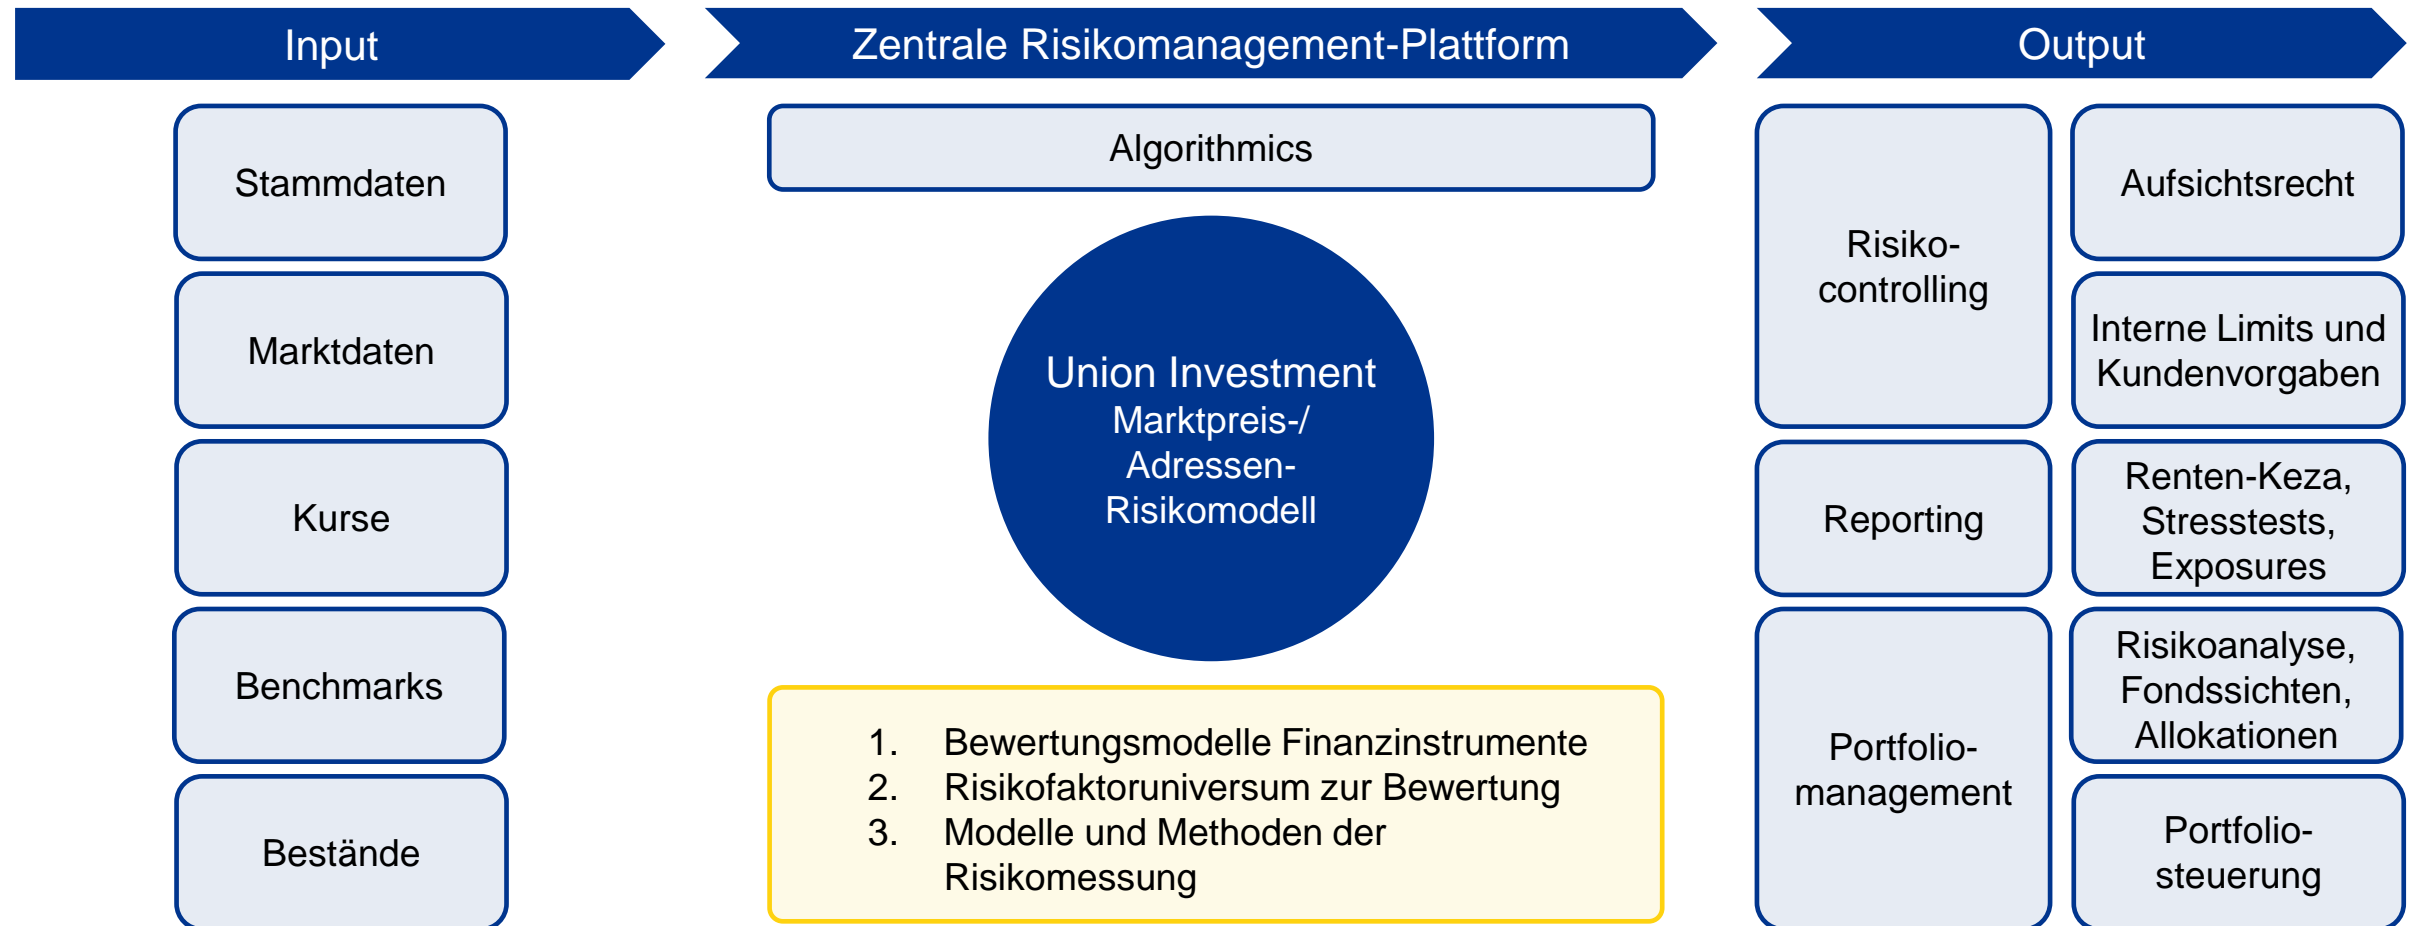 Input
Zentrale Risikomanagement-Plattform
Output
Stammdaten
Marktdaten
Kurse
Benchmarks
Bestände
Algorithmics
Union Investment
Marktpreis-/
Adressen-
Risikomodell
1. Bewertungsmodelle Finanzinstrumente
2. Risikofaktoruniversum zur Bewertung
3. Modelle und Methoden der
Risikomessung
Risiko-
controlling
Aufsichtsrecht
Interne Limits und
Kundenvorgaben
Reporting
Renten-Keza,
Stresstests,
Exposures
Portfolio-
management
Risikoanalyse,
Fondssichten,
Allokationen
Portfolio-
steuerung